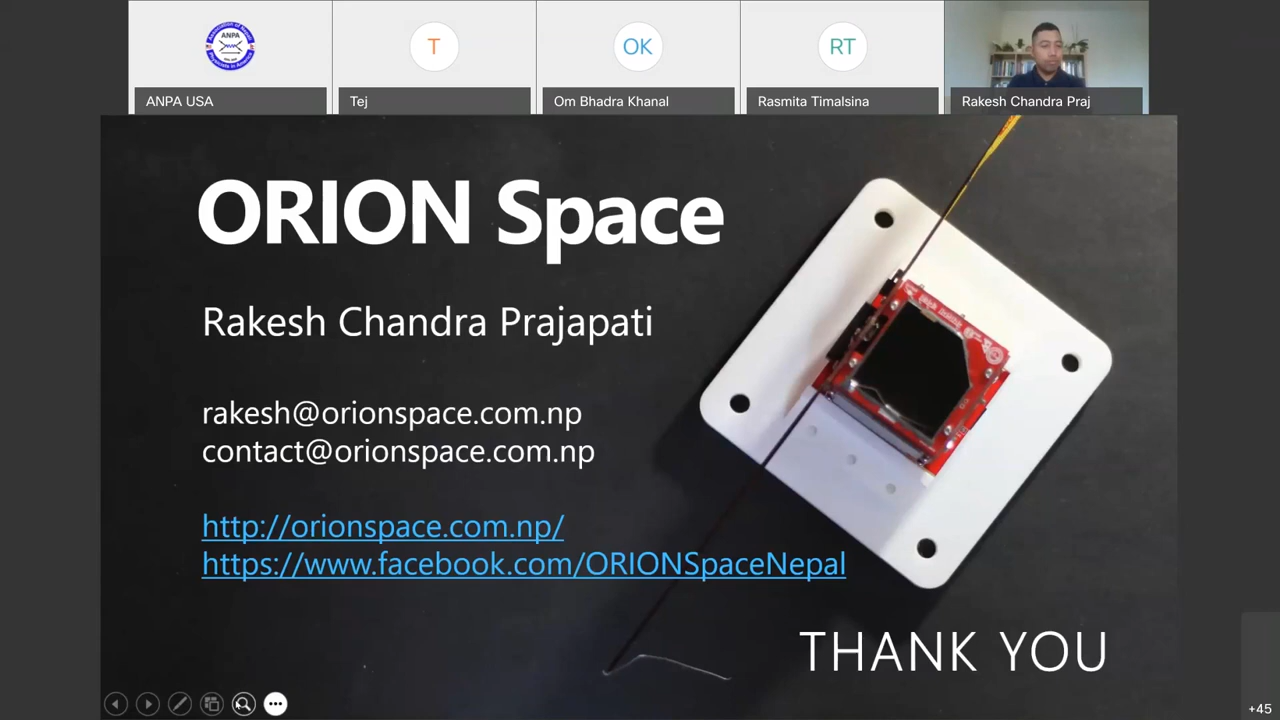 ANPA
T
OK
RT
ANPA USA
Tej
Om Bhadra Khanal
Rasmita Timalsina
Rakesh Chandra Praj
ORION Space
Rakesh Chandra Prajapati
rakesh@orionspace.com.np
contact@orionspace.com.np
http://orionspace.com.np/
https://www.facebook.com/ORIONSpaceNepal
THANK YOU
+45